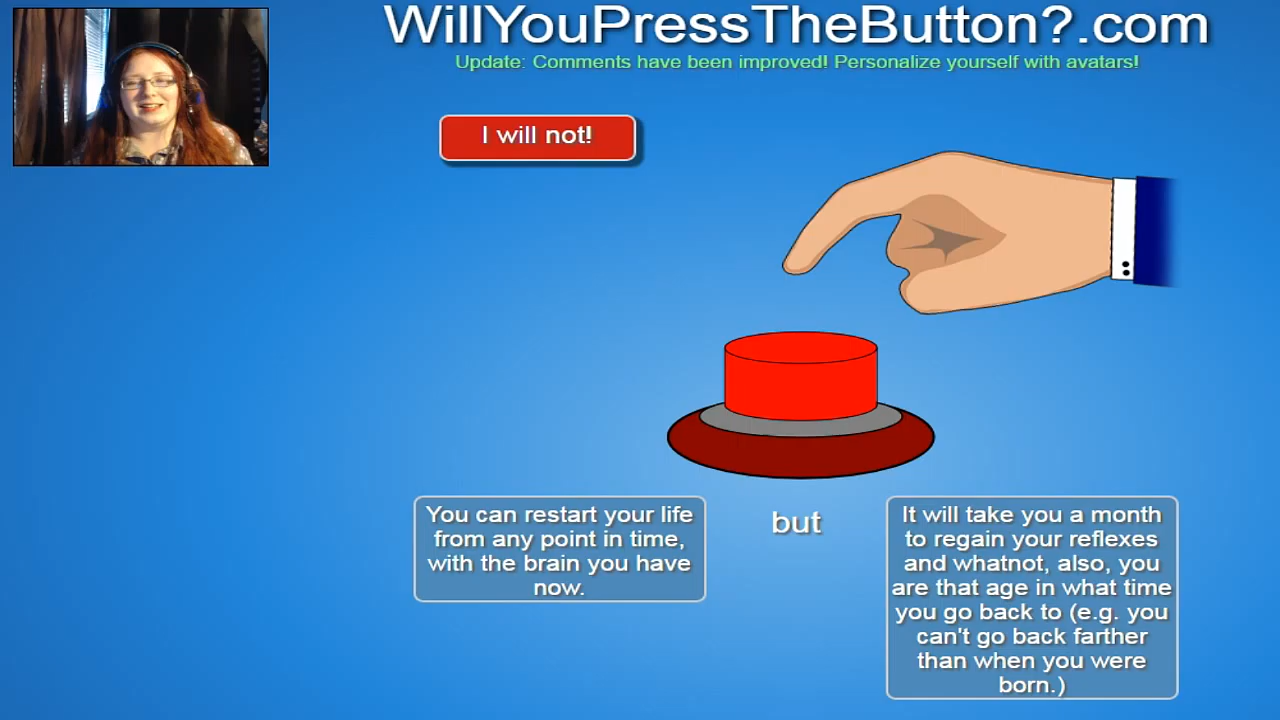 WillYouPressTheButton?.com
Update: Comments have been improved! Personalize yourself with avatars!
I will not!
You can restart your life
from any point in time,
with the brain you have
now.
but
It will take you a month
to regain your reflexes
and whatnot, also, you
are that age in what time
you go back to (e.g. you
can't go back farther
than when you were
born.)